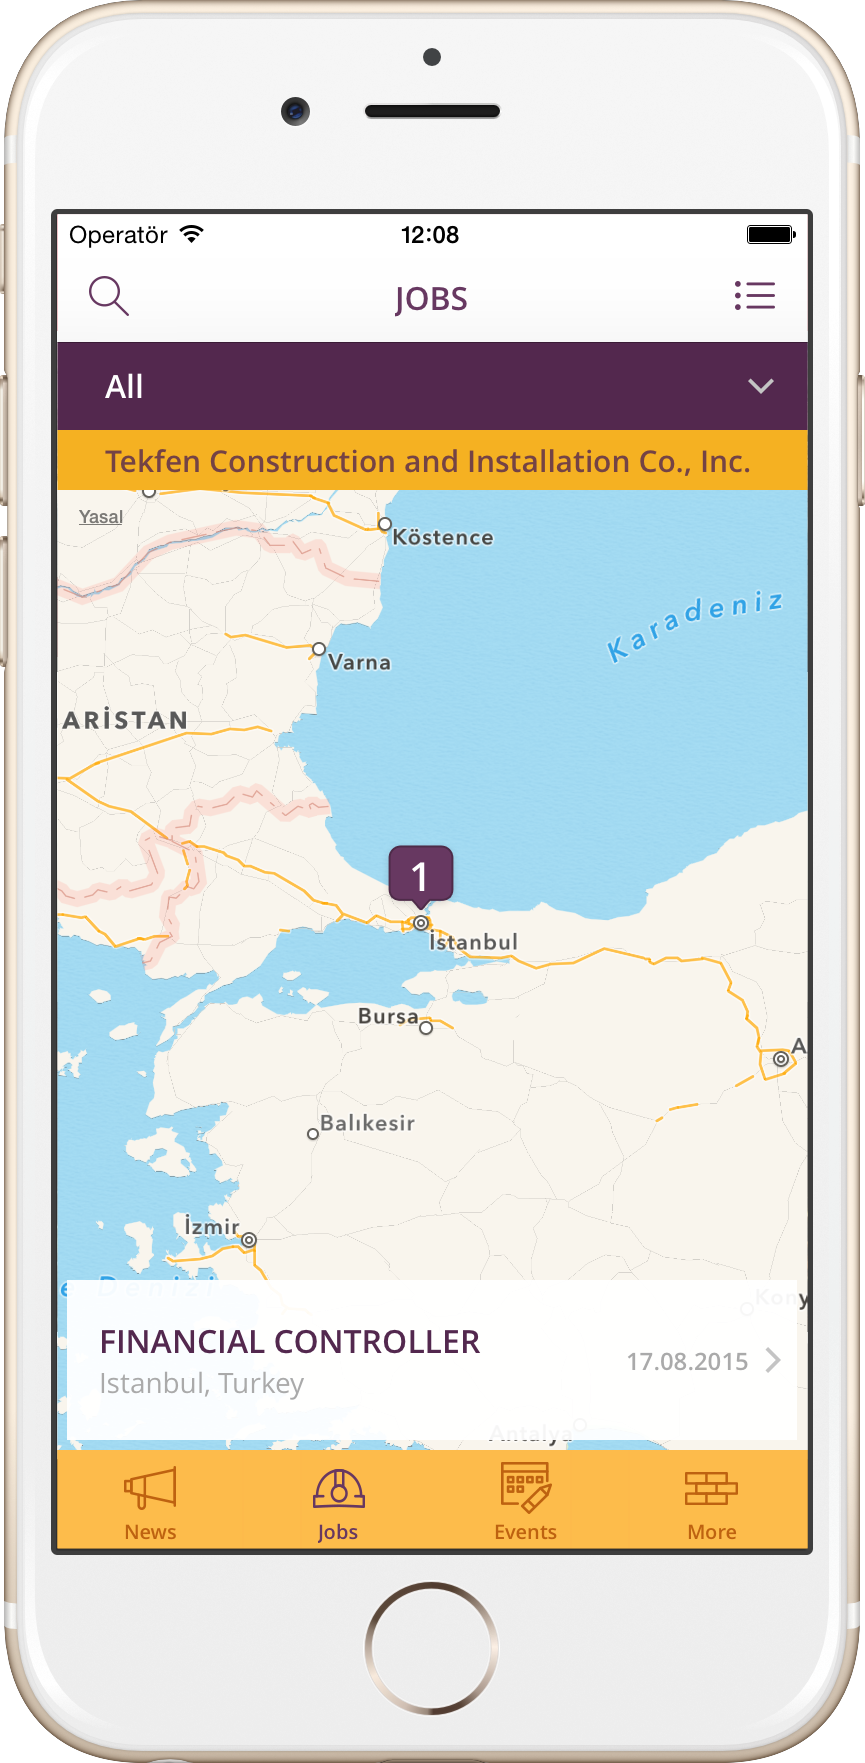 Operatör 12:08
JOBS
All
Tekfen Construction and Installation Co., Inc.
Yasal
Köstence
Karadeniz
Varna
ARİSTAN
1
İstanbul
Bursa
A
Balıkesir
İzmir
e Denizi
Kony
FINANCIAL CONTROLLER
17.08.2015
Istanbul, Turkey
Antalya
News Jobs Events More